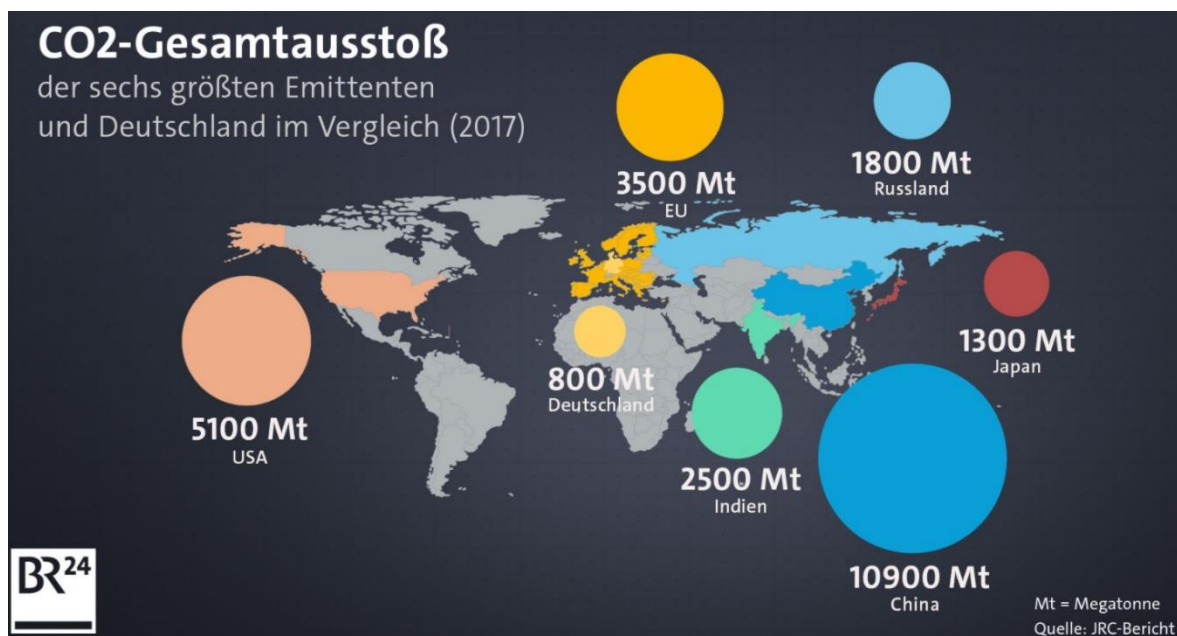 CO2-Gesamtausstoß
der sechs größten Emittenten
und Deutschland im Vergleich (2017)
3500 Mt
EU
1800 Mt
Russland
5100 Mt
USA
800 Mt
Deutschland
1300 Mt
Japan
2500 Mt
Indien
10900 Mt
China
BR24
Mt = Megatonne
Quelle: JRC-Bericht